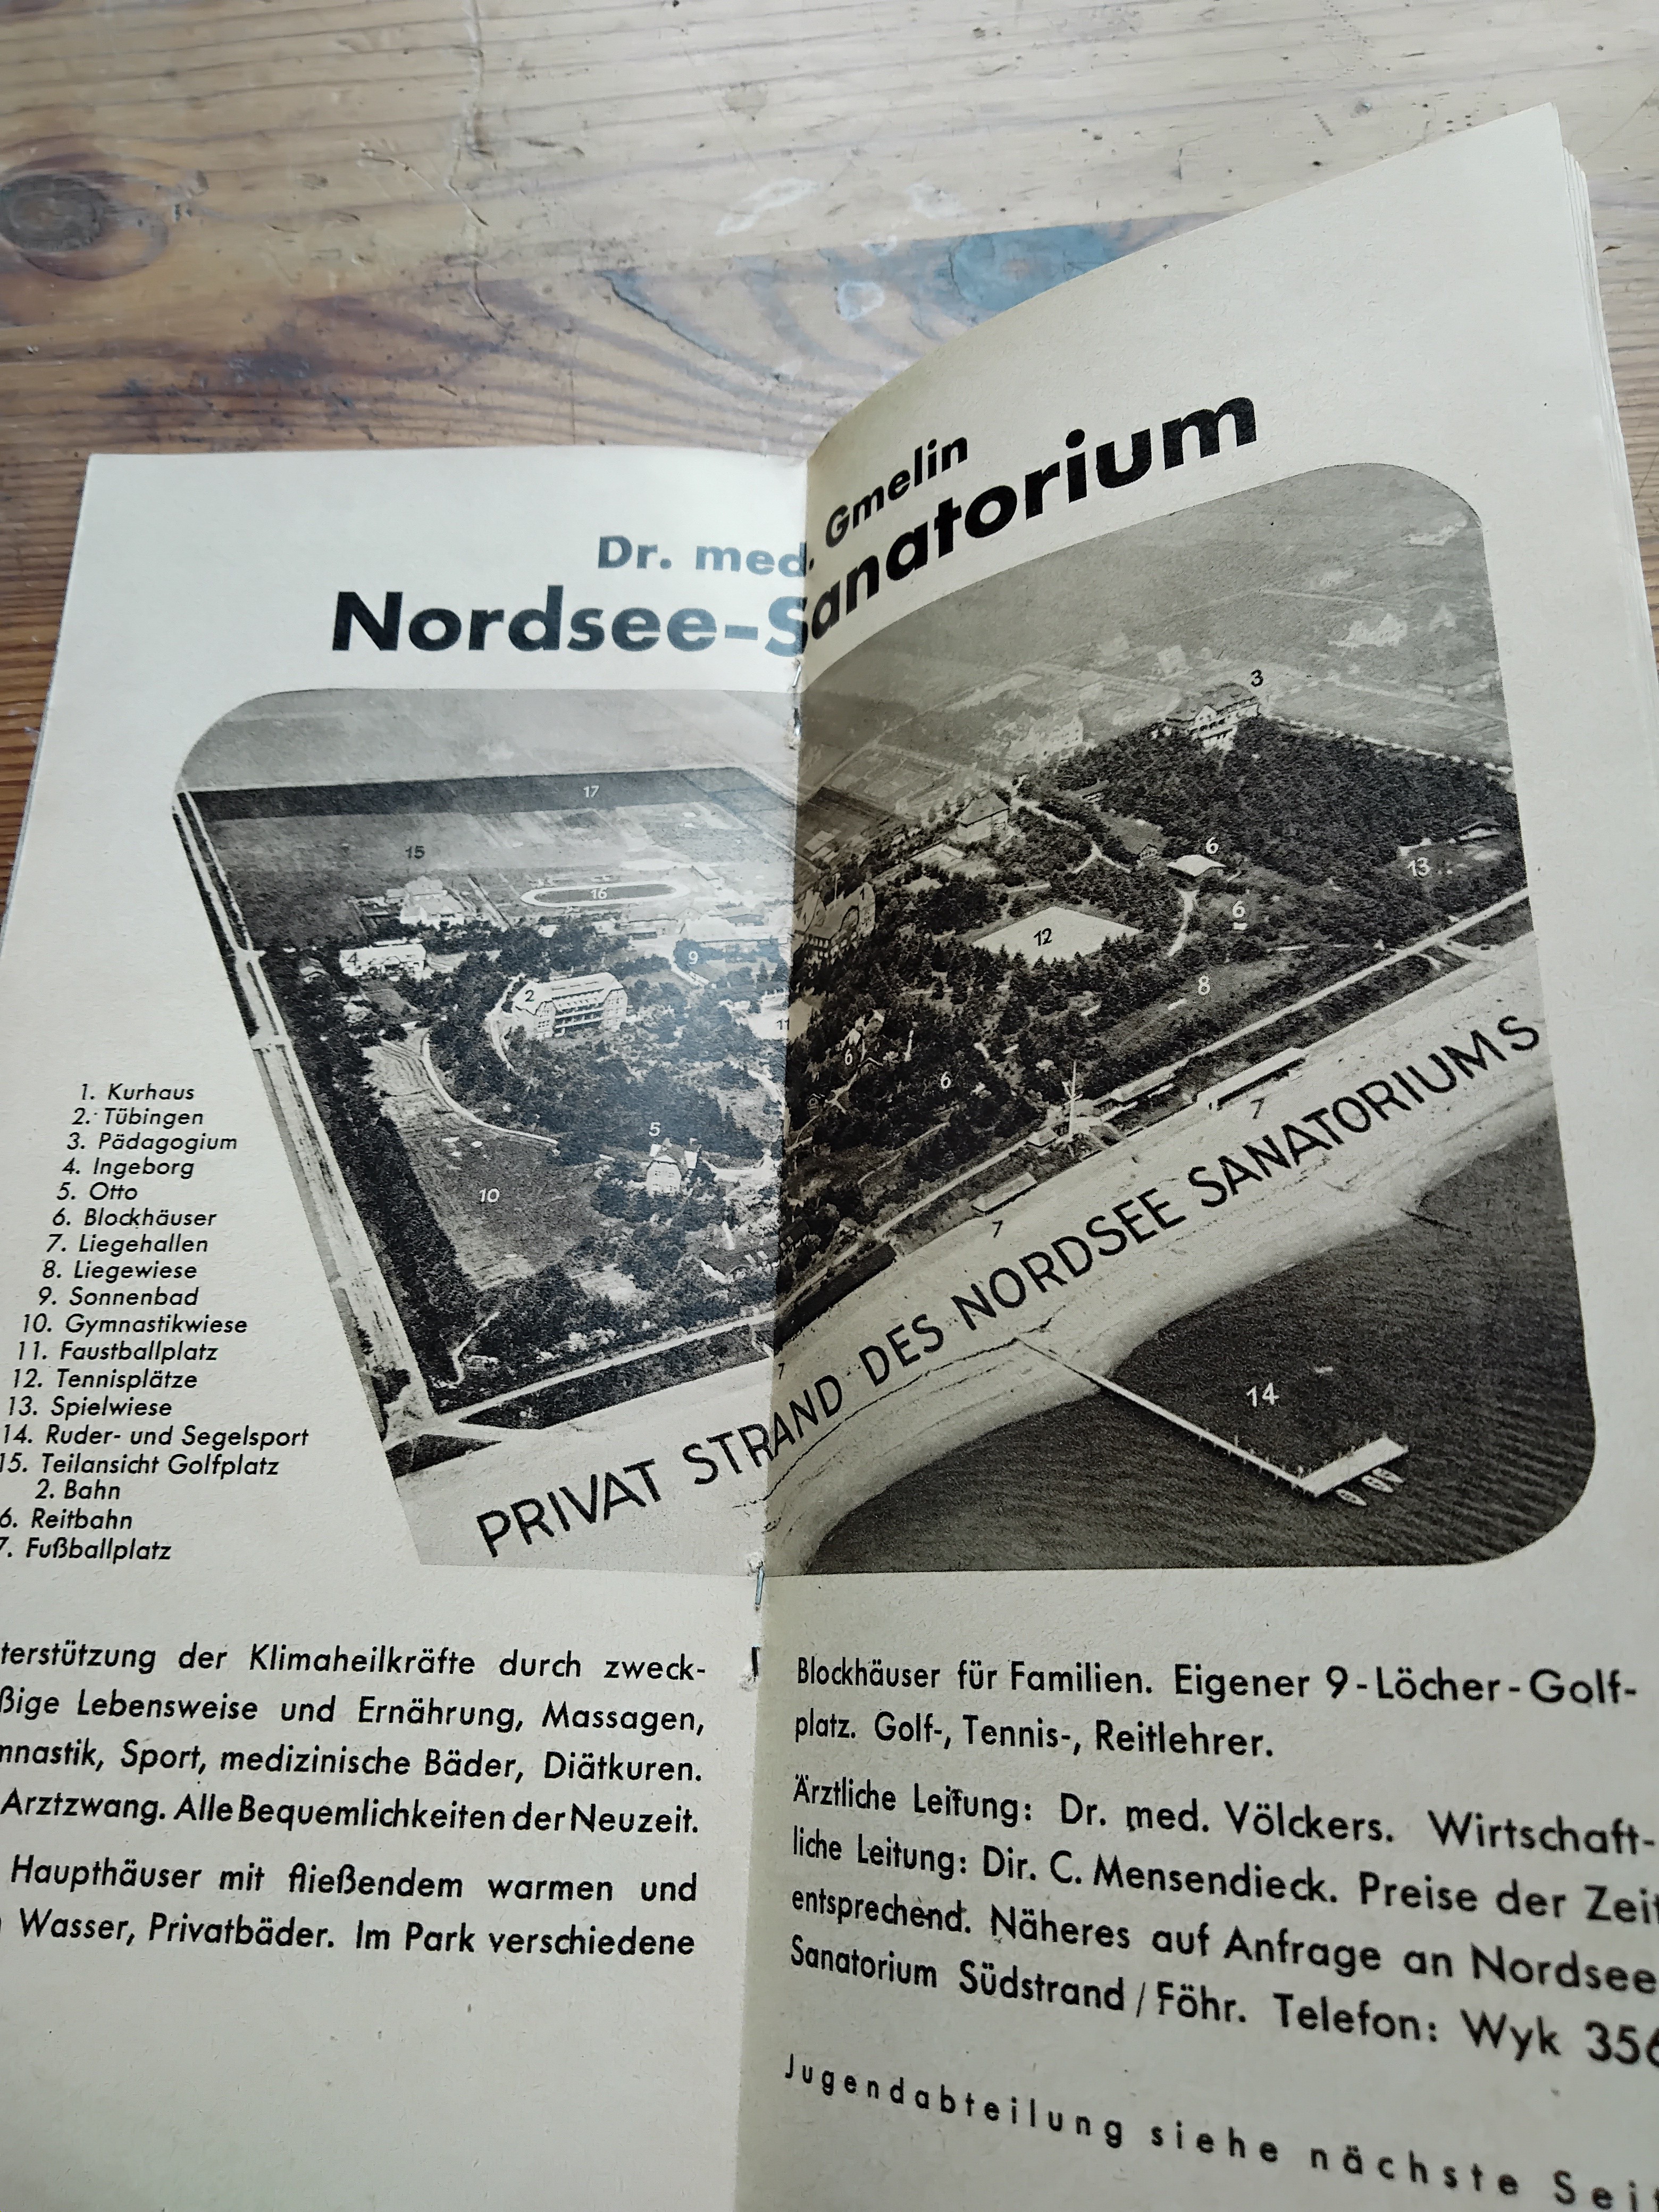 Dr. med. Gmelin
Nordsee-Sanatorium
1. Kurhaus
2. Tübingen
3. Pädagogium
4. Ingeborg
5. Otto
6. Blockhäuser
7. Liegehallen
8. Liegewiese
9. Sonnenbad
10. Gymnastikwiese
11. Faustballplatz
12. Tennisplätze
13. Spielwiese
14. Ruder- und Segelsport
15. Teilansicht Golfplatz
2. Bahn
6. Reitbahn
7. Fußballplatz
17
15
16
4
9
2
11
5
10
3
6
13
6
12
8
6
6
7
7
7
14
PRIVAT STRAND DES NORDSEE SANATORIUMS
terstützung der Klimaheilkräfte durch zweck-
ßige Lebensweise und Ernährung, Massagen,
nnastik, Sport, medizinische Bäder, Diätkuren.
Arztzwang. Alle Bequemlichkeiten der Neuzeit.
Haupthäuser mit fließendem warmen und
Wasser, Privatbäder. Im Park verschiedene
Blockhäuser für Familien. Eigener 9-Löcher-Golf-
platz. Golf-, Tennis-, Reitlehrer.
Ärztliche Leitung: Dr. med. Völckers. Wirtschaft-
liche Leitung: Dir. C. Mensendieck. Preise der Zeit
entsprechend. Näheres auf Anfrage an Nordsee
Sanatorium Südstrand / Föhr. Telefon: Wyk 356
Jugendabteilung siehe nächste Seit